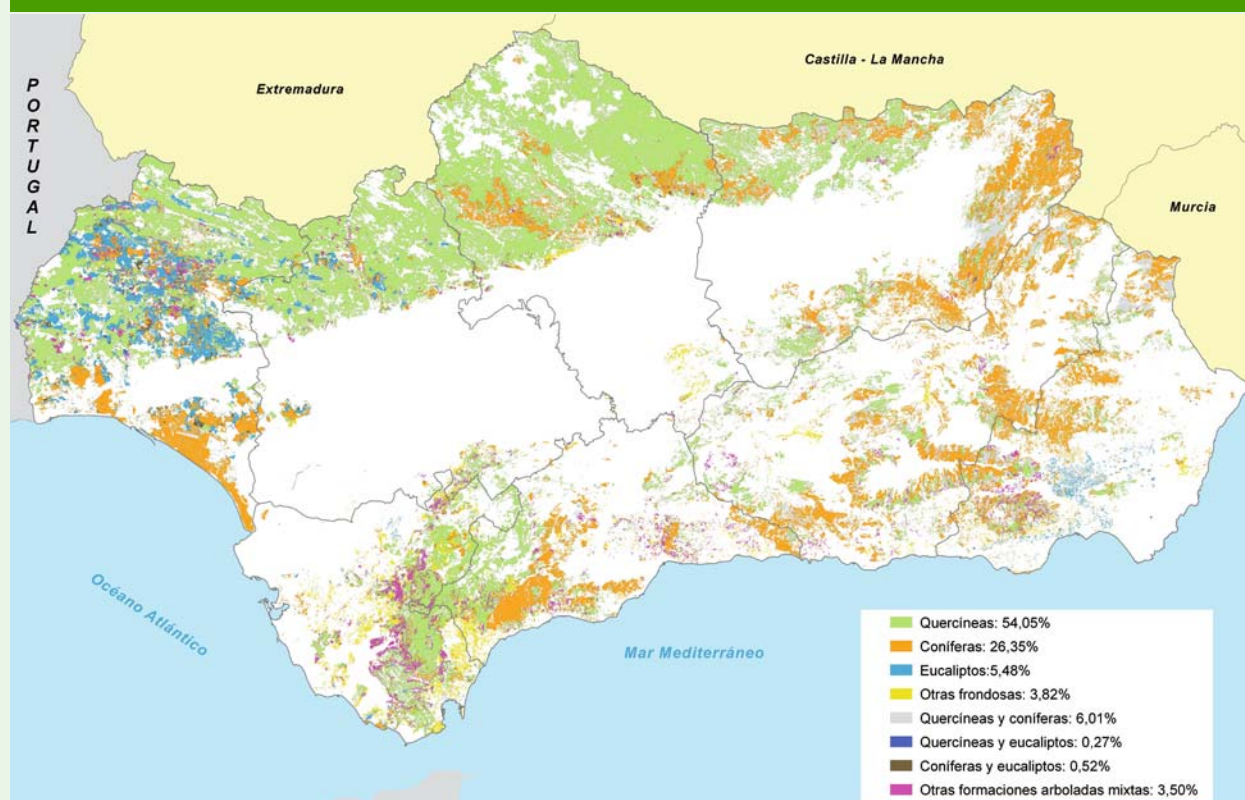 PORTUGAL
Extremadura
Castilla - La Mancha
Murcia
Océano Atlántico
Mar Mediterráneo
Quercíneas: 54,05%
Coníferas: 26,35%
Eucaliptos:5,48%
Otras frondosas: 3,82%
Quercíneas y coníferas: 6,01%
Quercíneas y eucaliptos: 0,27%
Coníferas y eucaliptos: 0,52%
Otras formaciones arboladas mixtas: 3,50%